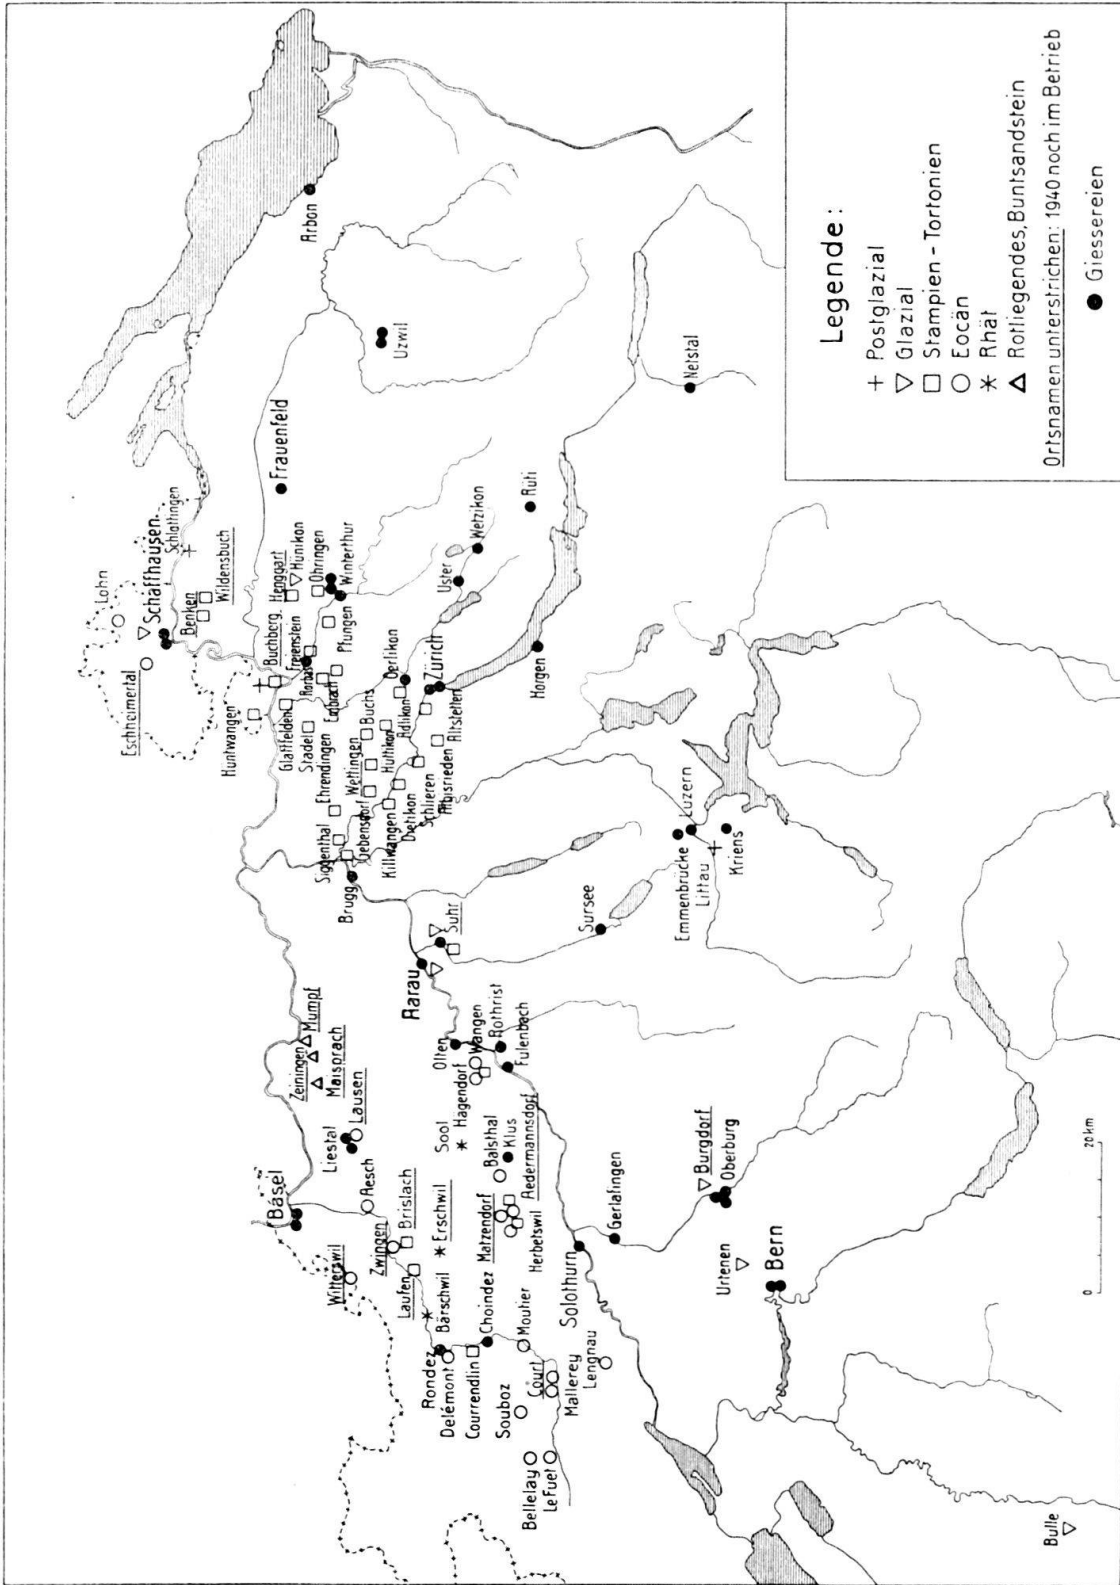 Lohn
Eschheimertal
Schaffhausen
Schlattingen
Benken
Wildensbuch
Hüntwangen
Buchberg
Henggart
Hünikon
Glattfelden
Freienstein
Rorbas
Ohringen
Winterthur
Stadel
Embrach
Pfungen
Frauenfeld
Arbon
Uzwil
Siggenthal
Ehrendingen
Gebensdorf
Wettingen
Buchs
Brugg
Killwangen
Hüttikon
Adlikon
Oerlikon
Dietikon
Schlieren
Zürich
Albisrieden
Altstetten
Uster
Wetzikon
Rüti
Horgen
Netstal
Basel
Witterswil
Aesch
Liestal
Lausen
Zeiningen
Mumpf
Maisprach
Zwingen
Brislach
Laufen
Erschwil
Bärschwil
Rondez
Delémont
Courrendlin
Choindez
Moutier
Souboz
Court
Mallerey
Lengnau
Bellelay
Le Fuet
Matzendorf
Herbetswil
Aedermannsdorf
Balsthal
Klus
Sool
Hägendorf
Wangen
Olten
Rothrist
Fulenbach
Aarau
Suhr
Sursee
Emmenbrücke
Luzern
Littau
Kriens
Solothurn
Gerlafingen
Burgdorf
Oberburg
Urtenen
Bern
Bulle
0 20 km
Legende:
+ Postglazial
▽ Glazial
□ Stampien - Tortonien
○ Eocän
* Rhät
△ Rotliegendes, Buntsandstein
Ortsnamen unterstrichen: 1940 noch im Betrieb
● Giessereien